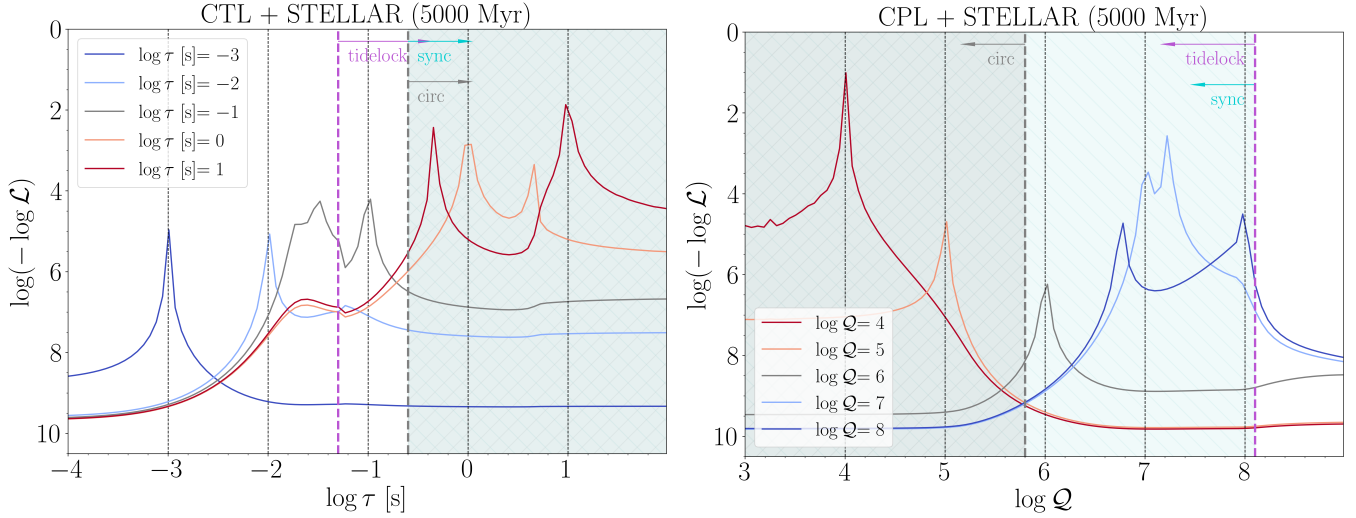 CTL + STELLAR (5000 Myr)
log(− log 𝓛)
0
2
4
6
8
10
log τ [s]= −3
log τ [s]= −2
log τ [s]= −1
log τ [s]= 0
log τ [s]= 1
tidelock
sync
circ
−4
−3
−2
−1
0
1
log τ [s]
CPL + STELLAR (5000 Myr)
log(− log 𝓛)
0
2
4
6
8
10
circ
tidelock
sync
log 𝒬= 4
log 𝒬= 5
log 𝒬= 6
log 𝒬= 7
log 𝒬= 8
3
4
5
6
7
8
log 𝒬